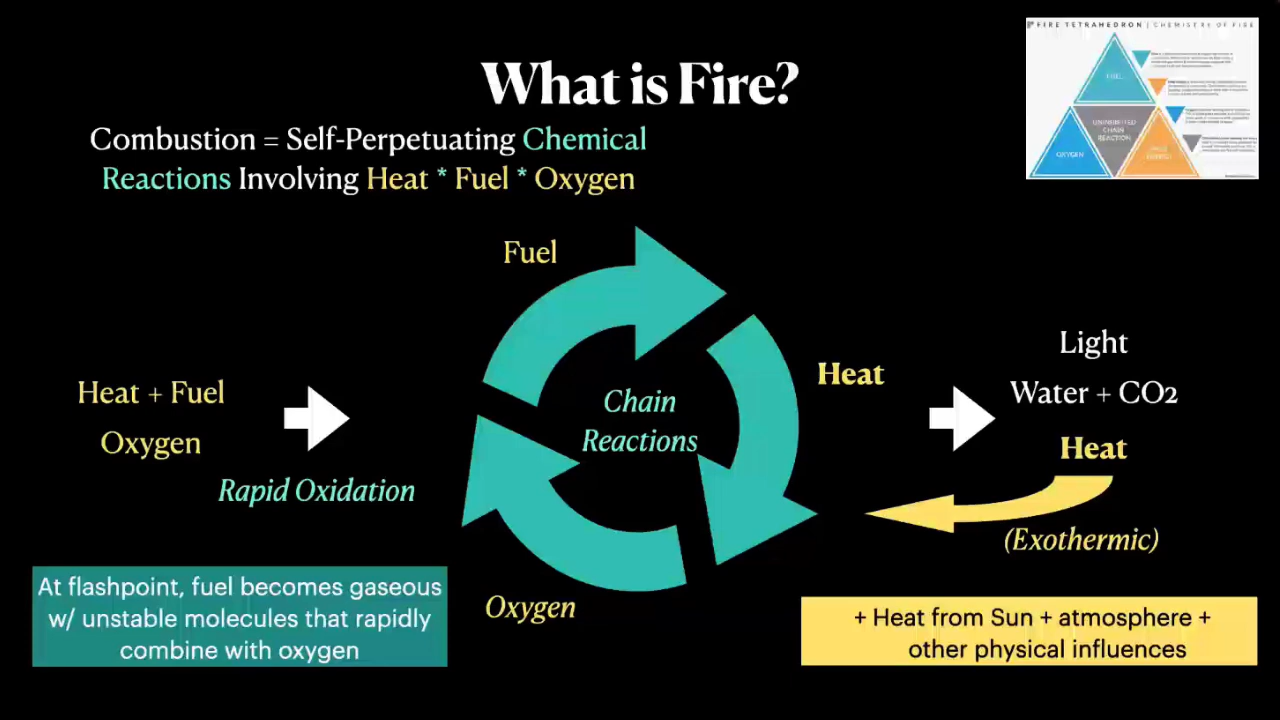 What is Fire?
Combustion = Self-Perpetuating Chemical
Reactions Involving Heat * Fuel * Oxygen
FIRE TETRAHEDRON | CHEMISTRY OF FIRE
FUEL
UNINHIBITED
CHAIN
REACTION
OXYGEN
Fuel
Heat + Fuel
Oxygen
Rapid Oxidation
Chain
Reactions
Heat
Oxygen
Light
Water + CO2
Heat
(Exothermic)
At flashpoint, fuel becomes gaseous
w/ unstable molecules that rapidly
combine with oxygen
+ Heat from Sun + atmosphere +
other physical influences